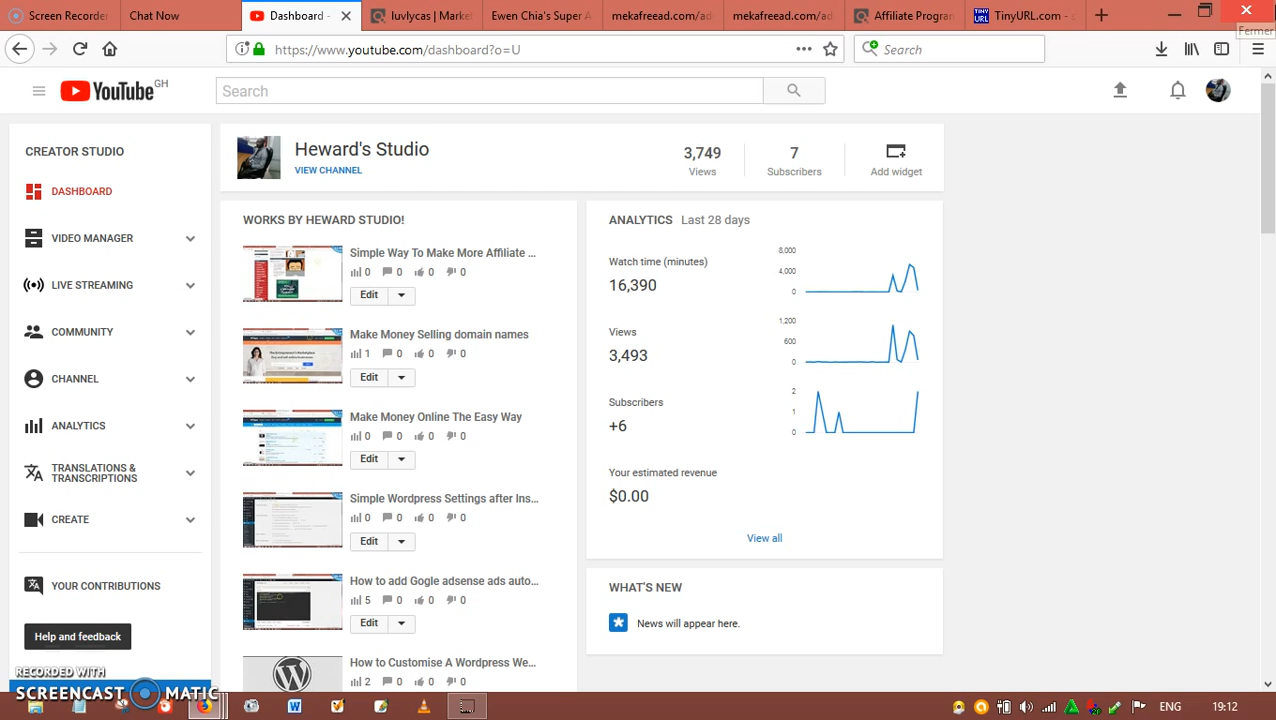 Screen Recorder
Chat Now
Dashboard -
luvlycas | Market
Ewen Chia's Super A
mekafreead.com/ad
mekafreead.com/ad
Affiliate Program
TINY
URL
TinyURL.com - s
Fermer
https://www.youtube.com/dashboard?o=U
Search
YouTube GH
Search
CREATOR STUDIO
DASHBOARD
VIDEO MANAGER
LIVE STREAMING
COMMUNITY
CHANNEL
ANALYTICS
TRANSLATIONS &
TRANSCRIPTIONS
CREATE
YOUR CONTRIBUTIONS
Help and feedback
Heward's Studio
VIEW CHANNEL
3,749
Views
7
Subscribers
Add widget
WORKS BY HEWARD STUDIO!
Simple Way To Make More Affiliate ...
0 0 0 0
Edit
Make Money Selling domain names
1 0 0 0
Edit
Make Money Online The Easy Way
0 0 0 0
Edit
Simple Wordpress Settings after Ins...
0 0 0 0
Edit
How to add Gogle adsense ads auto...
5 0 0 0
Edit
How to Customise A Wordpress We...
2 0 0 0
ANALYTICS Last 28 days
Watch time (minutes)
16,390
8,000
4,000
0
Views
3,493
1,200
600
0
Subscribers
+6
2
1
0
Your estimated revenue
$0.00
View all
WHAT'S NEW
News will appear here.
RECORDED WITH
SCREENCAST MATIC
ENG
19:12